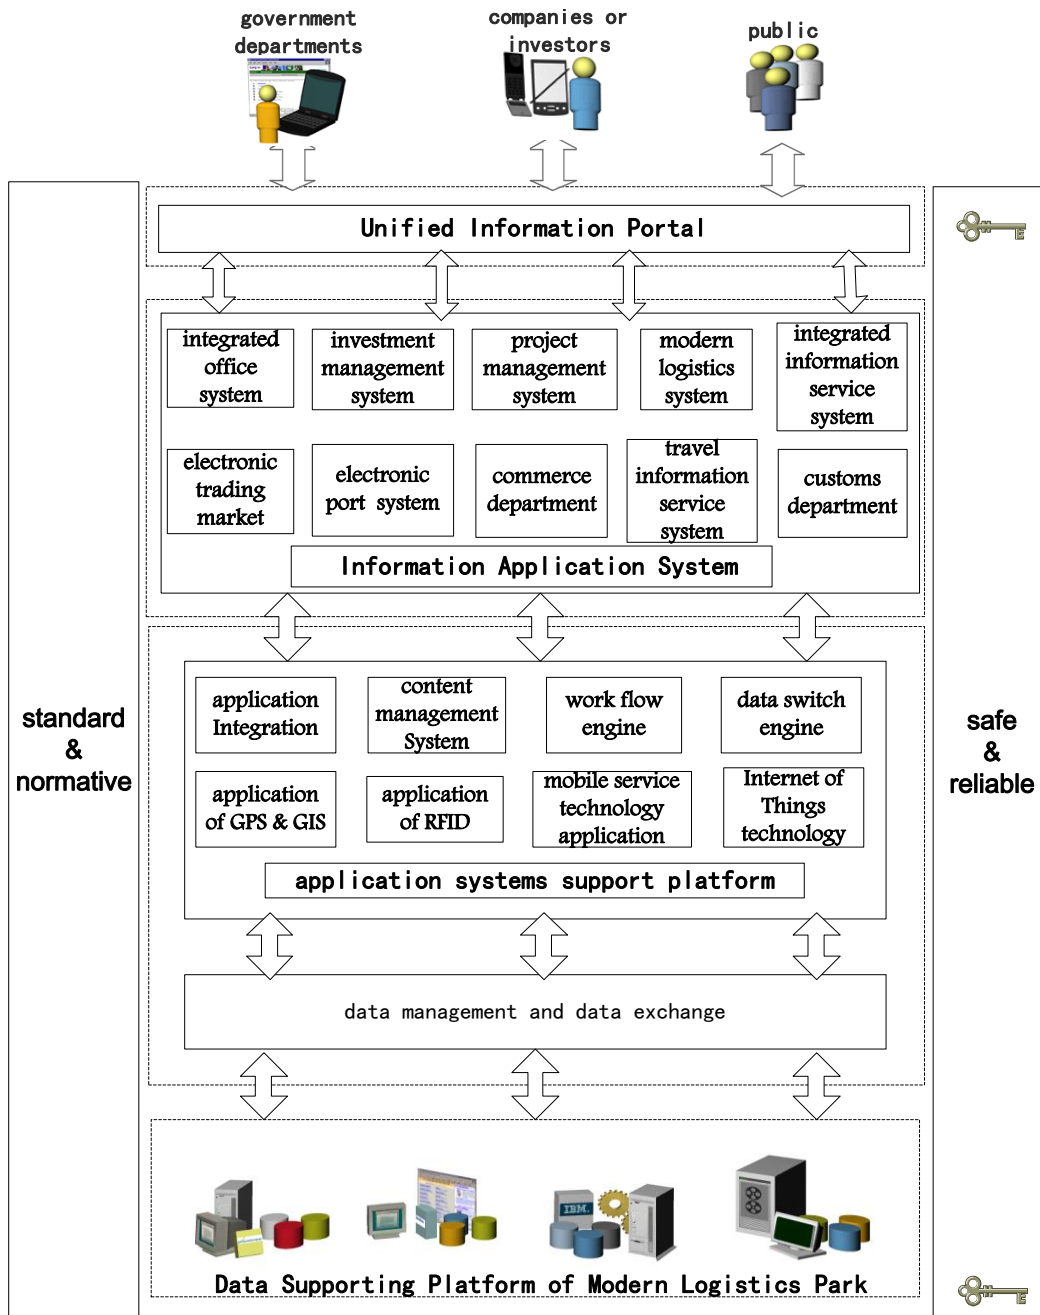 government
departments
companies or
investors
public
Unified Information Portal
integrated
office
system
investment
management
system
project
management
system
modern
logistics
system
integrated
information
service
system
electronic
trading
market
electronic
port system
commerce
department
travel
information
service
system
customs
department
Information Application System
standard
&
normative
safe
&
reliable
application
Integration
content
management
System
work flow
engine
data switch
engine
application
of GPS & GIS
application
of RFID
mobile service
technology
application
Internet of
Things
technology
application systems support platform
data management and data exchange
IBM
Data Supporting Platform of Modern Logistics Park